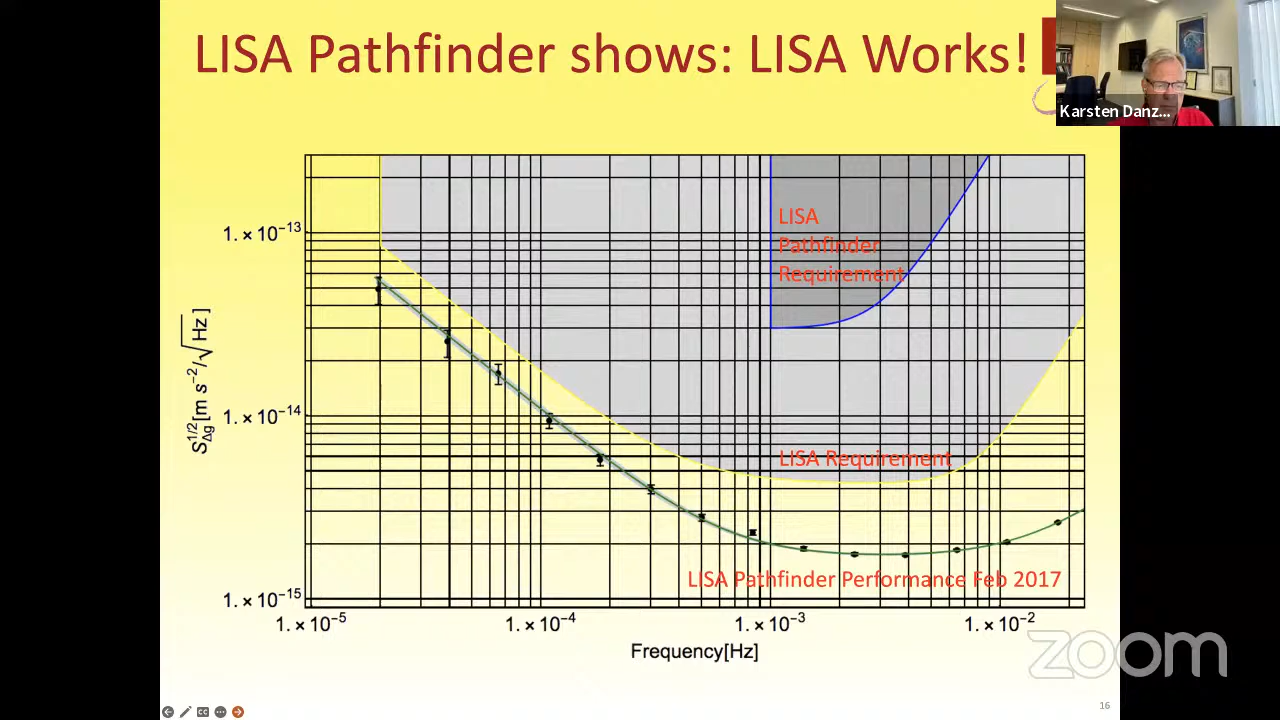 LISA Pathfinder shows: LISA Works!
Karsten Danz...
LISA
Pathfinder
Requirement
1.×10⁻¹³
1.×10⁻¹⁴
1.×10⁻¹⁵
S_Δg^1/2 [m s⁻²/√Hz]
LISA Requirement
LISA Pathfinder Performance Feb 2017
1.×10⁻⁵
1.×10⁻⁴
1.×10⁻³
1.×10⁻²
Frequency[Hz]
zoom
16